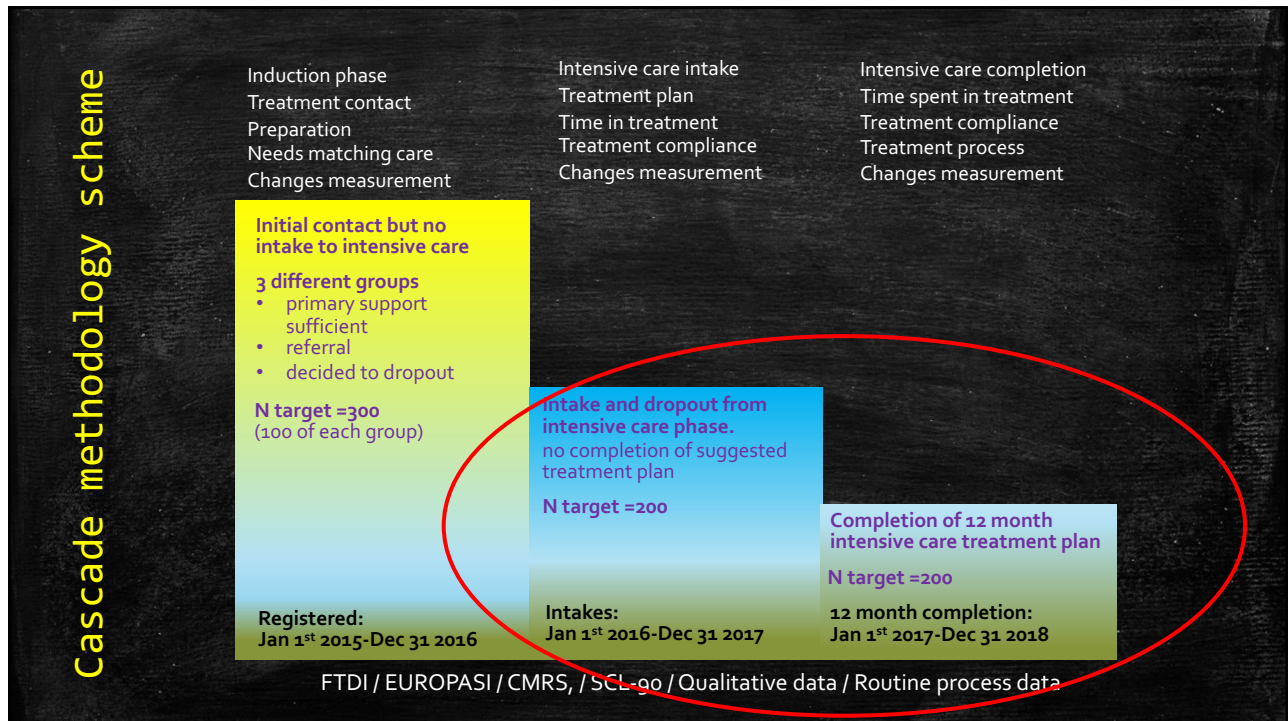 Cascade methodology scheme
Induction phase
Treatment contact
Preparation
Needs matching care
Changes measurement
Intensive care intake
Treatment plan
Time in treatment
Treatment compliance
Changes measurement
Intensive care completion
Time spent in treatment
Treatment compliance
Treatment process
Changes measurement
Initial contact but no
intake to intensive care
3 different groups
• primary support
sufficient
• referral
• decided to dropout
N target =300
(100 of each group)
Registered:
Jan 1st 2015-Dec 31 2016
Intake and dropout from
intensive care phase.
no completion of suggested
treatment plan
N target =200
Intakes:
Jan 1st 2016-Dec 31 2017
Completion of 12 month
intensive care treatment plan
N target =200
12 month completion:
Jan 1st 2017-Dec 31 2018
FTDI / EUROPASI / CMRS, / SCL-90 / Qualitative data / Routine process data